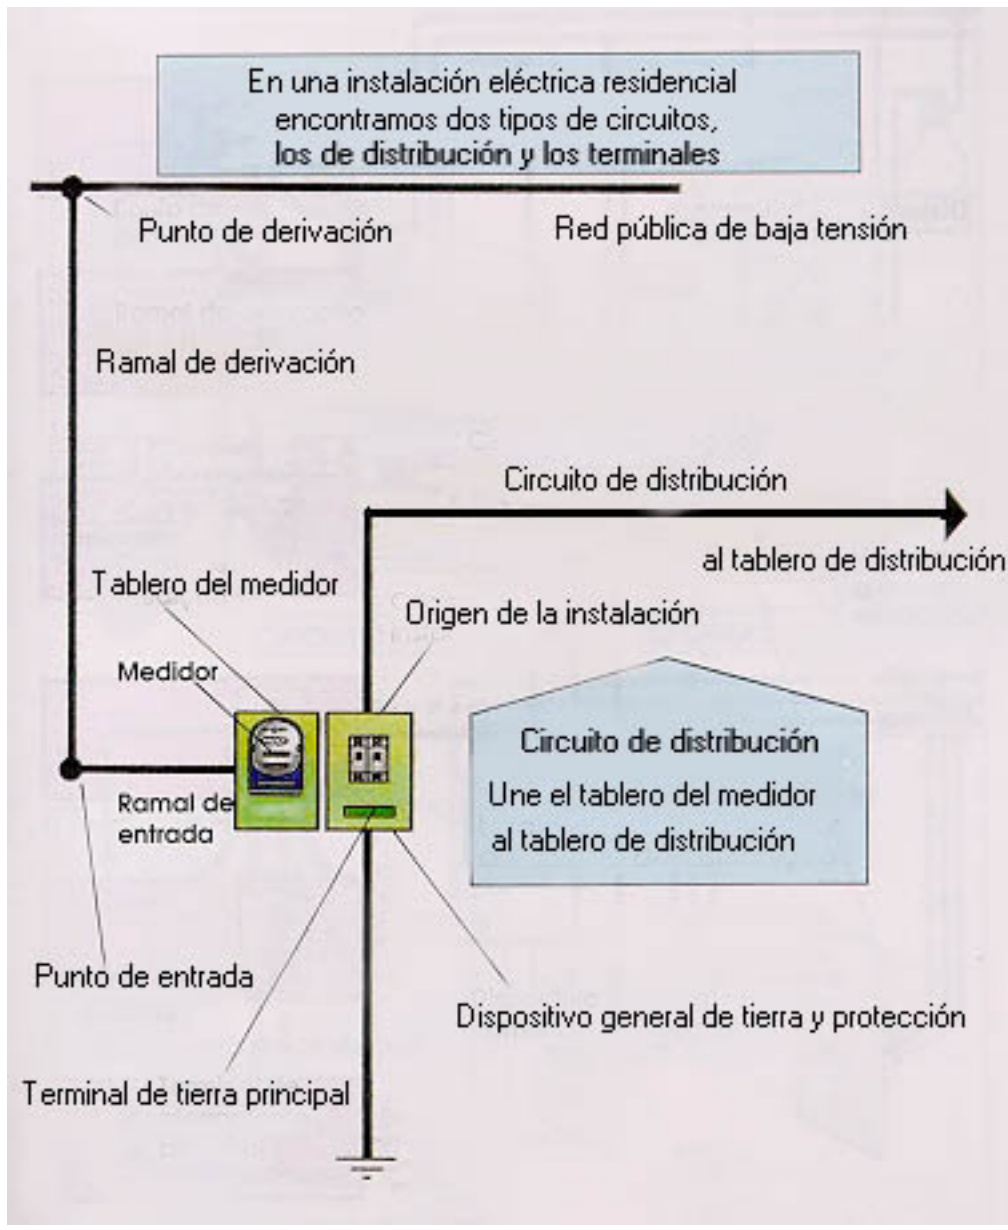 En una instalación eléctrica residencial
encontramos dos tipos de circuitos,
los de distribución y los terminales
Punto de derivación
Red pública de baja tensión
Ramal de derivación
Circuito de distribución
al tablero de distribución
Tablero del medidor
Origen de la instalación
Medidor
Circuito de distribución
Une el tablero del medidor
al tablero de distribución
Ramal de
entrada
Punto de entrada
Dispositivo general de tierra y protección
Terminal de tierra principal